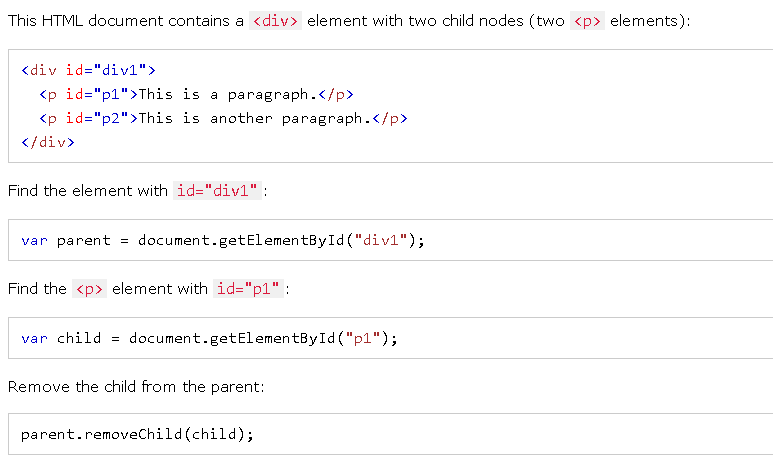 This HTML document contains a <div> element with two child nodes (two <p> elements):
<div id="div1">
<p id="p1">This is a paragraph.</p>
<p id="p2">This is another paragraph.</p>
</div>
Find the element with id="div1":
var parent = document.getElementById("div1");
Find the <p> element with id="p1":
var child = document.getElementById("p1");
Remove the child from the parent:
parent.removeChild(child);